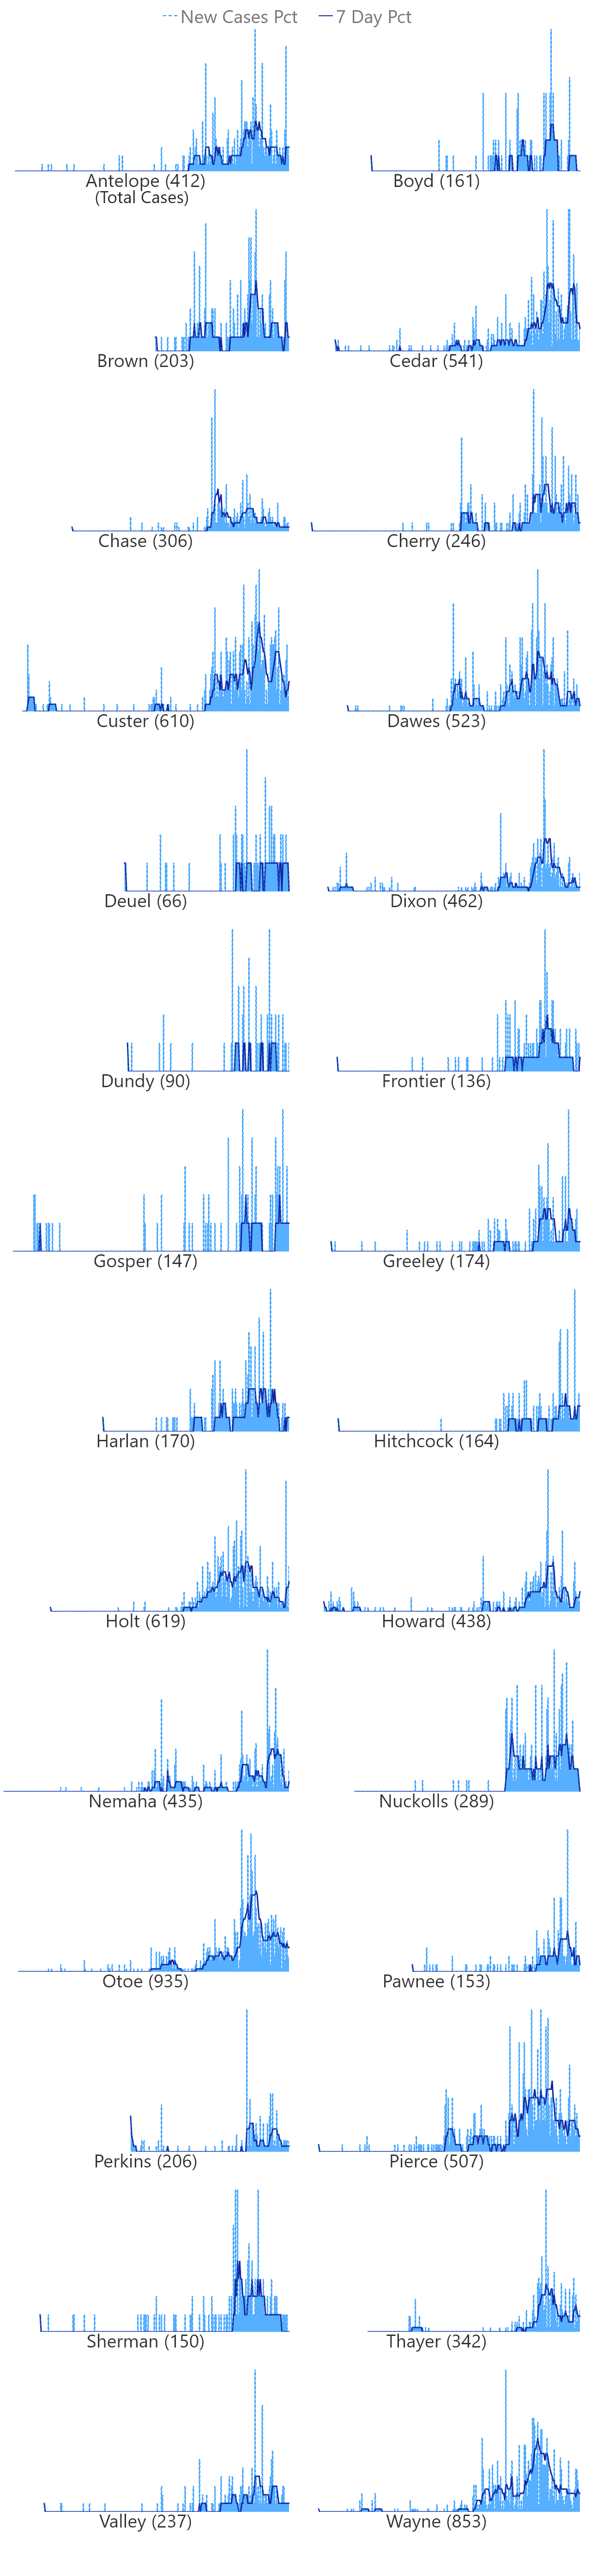 New Cases Pct 7 Day Pct
Antelope (412) Boyd (161)
(Total Cases)
Brown (203) Cedar (541)
Chase (306) Cherry (246)
Custer (610) Dawes (523)
Deuel (66) Dixon (462)
Dundy (90) Frontier (136)
Gosper (147) Greeley (174)
Harlan (170) Hitchcock (164)
Holt (619) Howard (438)
Nemaha (435) Nuckolls (289)
Otoe (935) Pawnee (153)
Perkins (206) Pierce (507)
Sherman (150) Thayer (342)
Valley (237) Wayne (853)